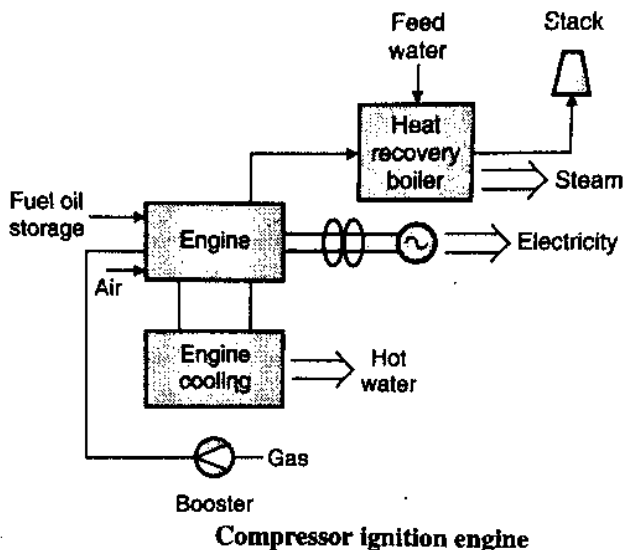 Feed
water
Stack
Heat
recovery
boiler
Steam
Fuel oil
storage
Engine
Electricity
Air
Engine
cooling
Hot
water
Gas
Booster
Compressor ignition engine